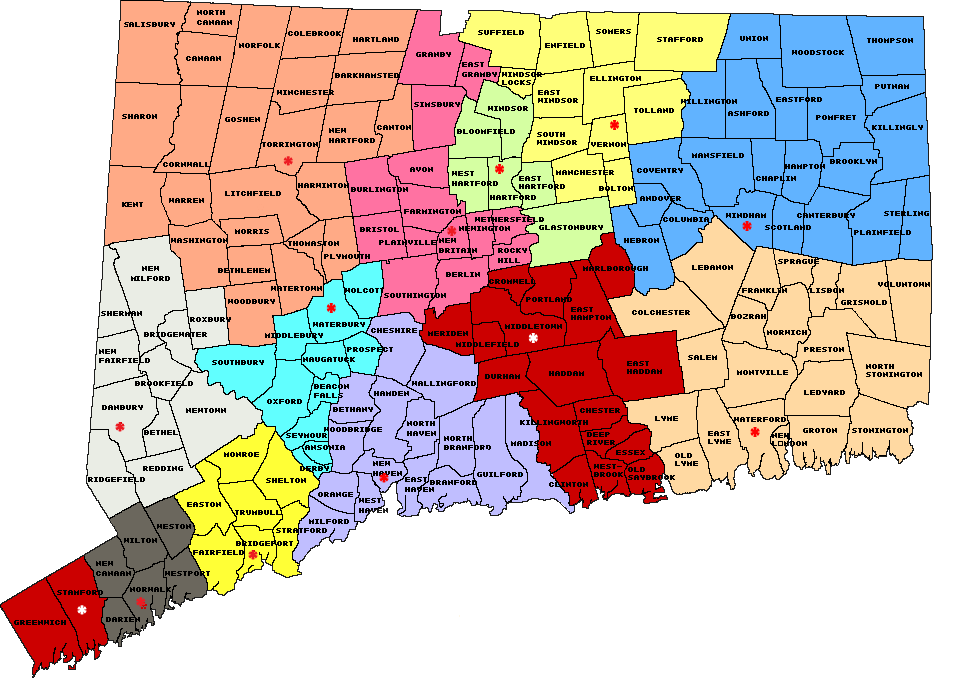 SALISBURY
NORTH
CANAAN
CANAAN
NORFOLK
COLEBROOK
HARTLAND
GRANBY
EAST
GRANBY
SUFFIELD
ENFIELD
SOMERS
STAFFORD
UNION
WOODSTOCK
THOMPSON
WINDSOR
LOCKS
BARKHAMSTED
WINCHESTER
SIMSBURY
WINDSOR
EAST
WINDSOR
ELLINGTON
TOLLAND
WILLINGTON
ASHFORD
EASTFORD
POMFRET
PUTNAM
KILLINGLY
SHARON
GOSHEN
TORRINGTON
NEW
HARTFORD
CANTON
BLOOMFIELD
SOUTH
WINDSOR
VERNON
CORNWALL
AVON
WEST
HARTFORD
HARTFORD
EAST
HARTFORD
MANCHESTER
BOLTON
COVENTRY
MANSFIELD
CHAPLIN
HAMPTON
BROOKLYN
KENT
WARREN
LITCHFIELD
HARWINTON
BURLINGTON
FARMINGTON
ANDOVER
COLUMBIA
WINDHAM
SCOTLAND
CANTERBURY
STERLING
PLAINFIELD
WASHINGTON
MORRIS
THOMASTON
PLYMOUTH
BRISTOL
PLAINVILLE
NEW
BRITAIN
NEWINGTON
WETHERSFIELD
ROCKY
HILL
GLASTONBURY
HEBRON
BETHLEHEM
WATERTOWN
WOODBURY
WOLCOTT
SOUTHINGTON
BERLIN
CROMWELL
MARLBOROUGH
LEBANON
SPRAGUE
FRANKLIN
LISBON
GRISWOLD
VOLUNTOWN
NEW
MILFORD
SHERMAN
ROXBURY
BRIDGEWATER
NEW
FAIRFIELD
BROOKFIELD
MIDDLEBURY
WATERBURY
CHESHIRE
MERIDEN
MIDDLEFIELD
MIDDLETOWN
PORTLAND
EAST
HAMPTON
COLCHESTER
BOZRAH
NORWICH
PRESTON
NORTH
STONINGTON
SOUTHBURY
NAUGATUCK
PROSPECT
WALLINGFORD
DURHAM
HADDAM
EAST
HADDAM
SALEM
MONTVILLE
LEDYARD
DANBURY
BETHEL
NEWTOWN
OXFORD
BEACON
FALLS
BETHANY
HAMDEN
SEYMOUR
ANSONIA
DERBY
WOODBRIDGE
NORTH
HAVEN
NORTH
BRANFORD
MADISON
KILLINGWORTH
CHESTER
DEEP
RIVER
ESSEX
LYME
EAST
LYME
WATERFORD
NEW
LONDON
GROTON
STONINGTON
OLD
LYME
REDDING
RIDGEFIELD
MONROE
SHELTON
EASTON
TRUMBULL
ORANGE
NEW
HAVEN
WEST
HAVEN
EAST
HAVEN
BRANFORD
GUILFORD
CLINTON
WEST-
BROOK
OLD
SAYBROOK
WESTON
WILTON
FAIRFIELD
BRIDGEPORT
STRATFORD
MILFORD
NEW
CANAAN
WESTPORT
NORWALK
DARIEN
STAMFORD
GREENWICH